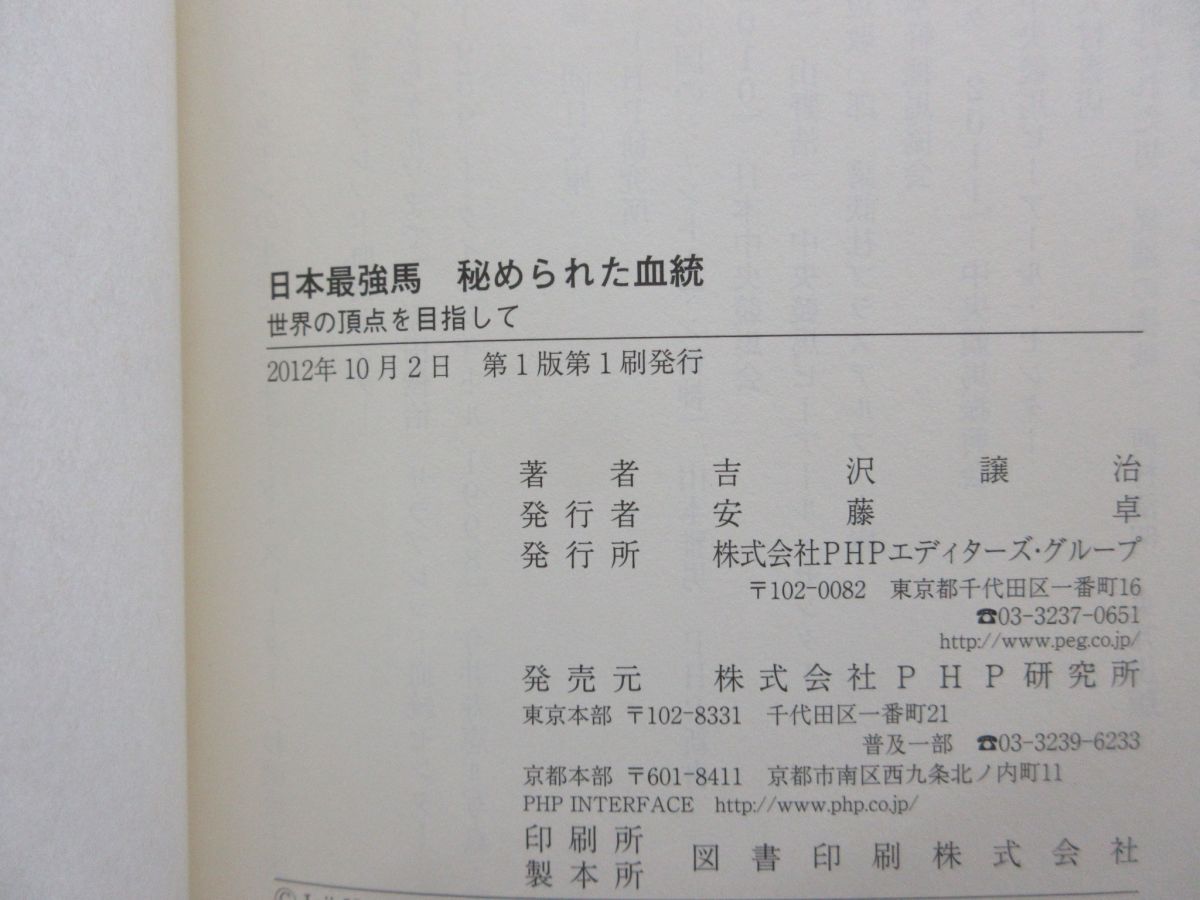 日本最強馬　秘められた血統
世界の頂点を目指して
2012年10月2日　第1版第1刷発行
著者　吉沢譲治
発行者　安藤卓
発行所　株式会社PHPエディターズ・グループ
〒102-0082　東京都千代田区一番町16
☎03-3237-0651
http://www.peg.co.jp/
発売元　株式会社PHP研究所
東京本部　〒102-8331　千代田区一番町21
普及一部　☎03-3239-6233
京都本部　〒601-8411　京都市南区西九条北ノ内町11
PHP INTERFACE　http://www.php.co.jp/
印刷所
製本所　図書印刷株式会社